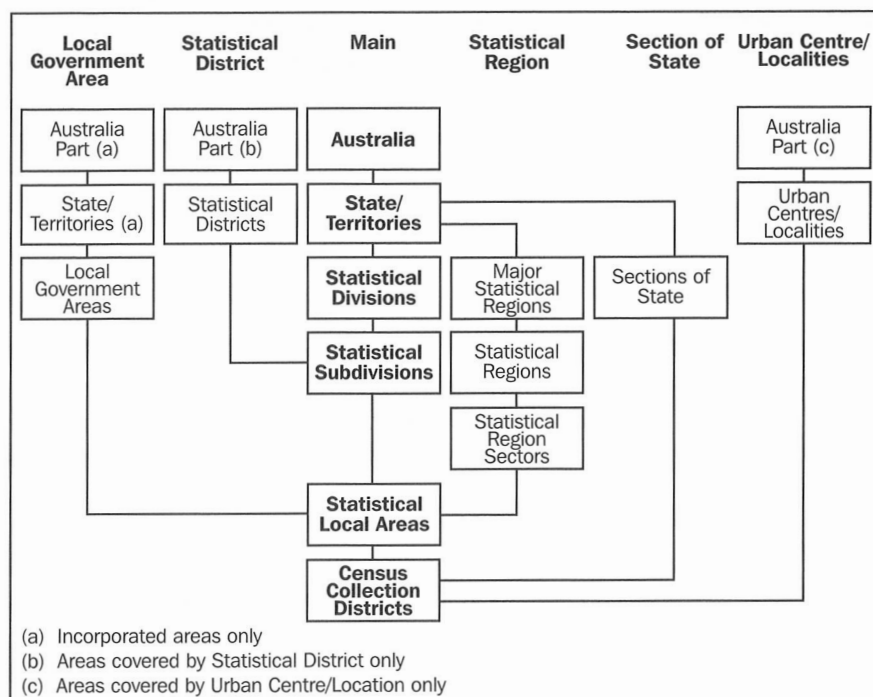 Local
Government
Area
Statistical
District
Main
Statistical
Region
Section of
State
Urban Centre/
Localities
Australia
Part (a)
Australia
Part (b)
Australia
Australia
Part (c)
State/
Territories (a)
Statistical
Districts
State/
Territories
Urban
Centres/
Localities
Local
Government
Areas
Statistical
Divisions
Major
Statistical
Regions
Sections of
State
Statistical
Subdivisions
Statistical
Regions
Statistical
Region
Sectors
Statistical
Local Areas
Census
Collection
Districts
(a) Incorporated areas only
(b) Areas covered by Statistical District only
(c) Areas covered by Urban Centre/Location only